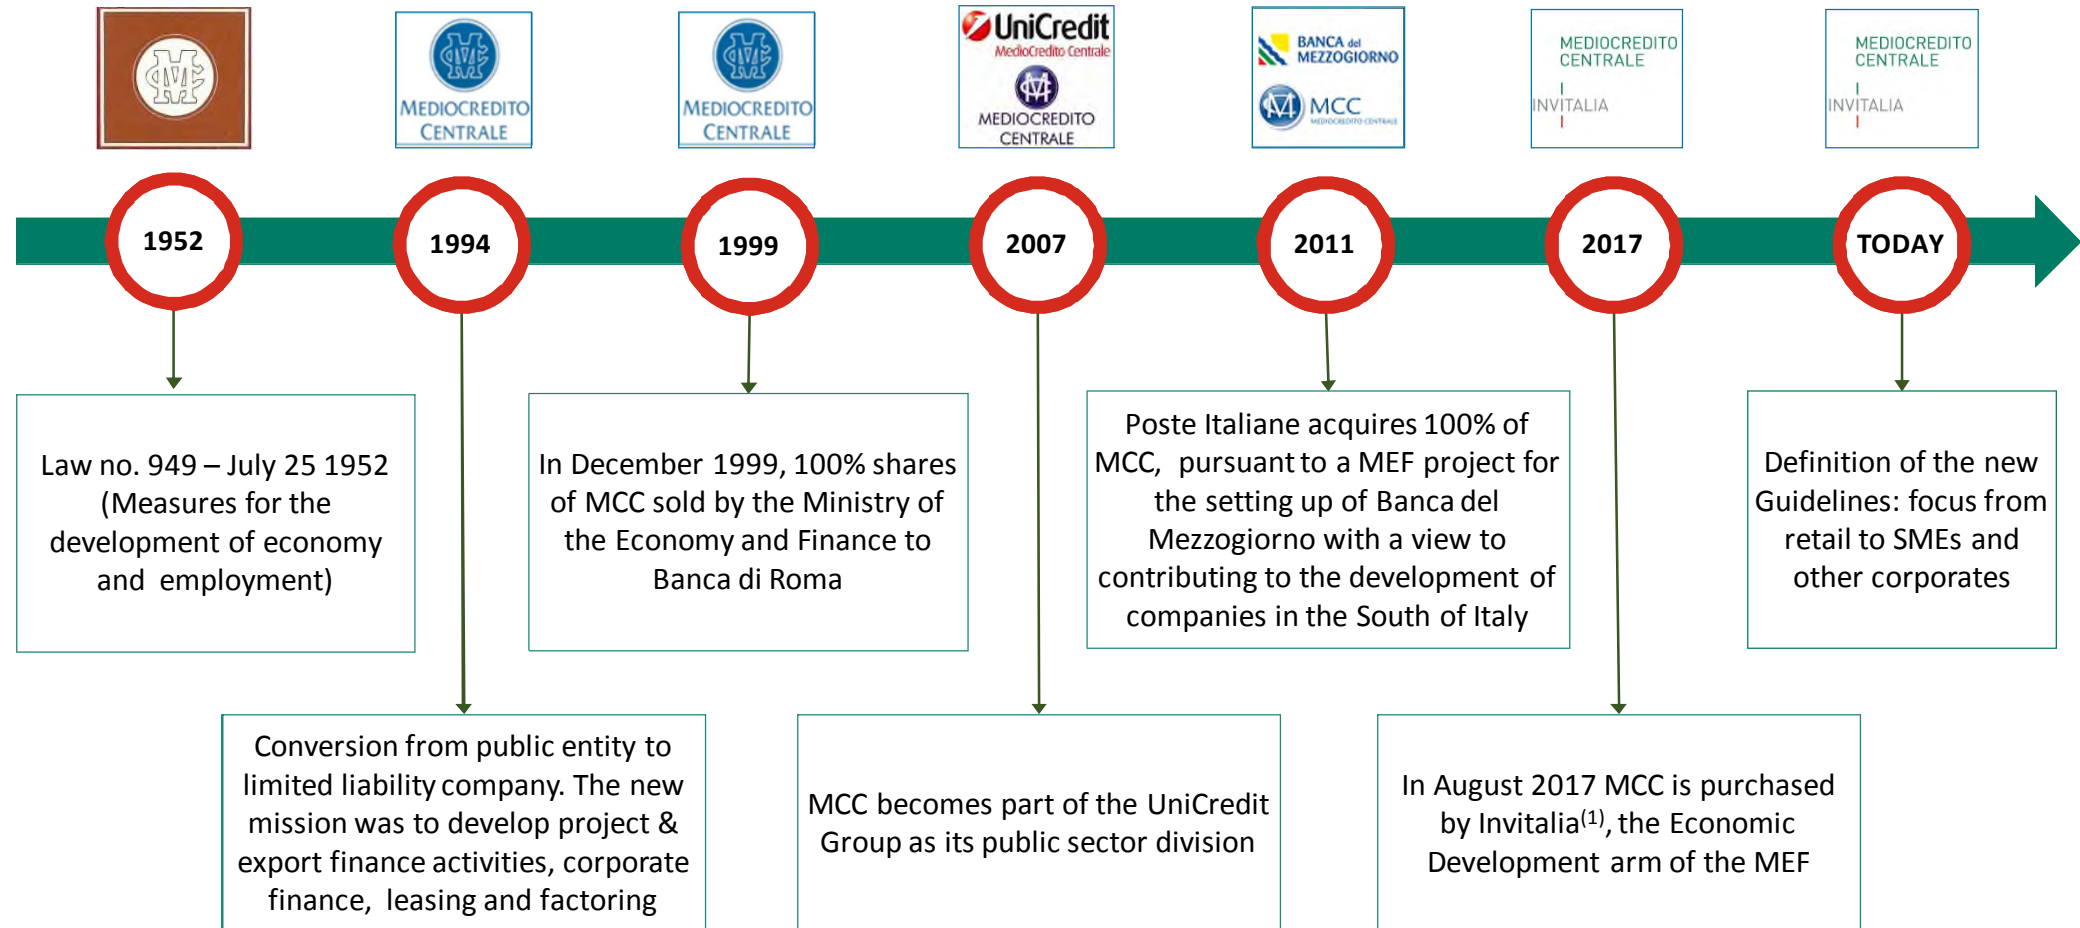 MEDIOCREDITO
CENTRALE
MEDIOCREDITO
CENTRALE
UniCredit
MedioCredito Centrale
MEDIOCREDITO
CENTRALE
BANCA del
MEZZOGIORNO
MCC
MEDIOCREDITO CENTRALE
MEDIOCREDITO
CENTRALE
INVITALIA
MEDIOCREDITO
CENTRALE
INVITALIA
1952
1994
1999
2007
2011
2017
TODAY
Law no. 949 – July 25 1952
(Measures for the
development of economy
and employment)
In December 1999, 100% shares
of MCC sold by the Ministry of
the Economy and Finance to
Banca di Roma
Poste Italiane acquires 100% of
MCC, pursuant to a MEF project for
the setting up of Banca del
Mezzogiorno with a view to
contributing to the development of
companies in the South of Italy
Definition of the new
Guidelines: focus from
retail to SMEs and
other corporates
Conversion from public entity to
limited liability company. The new
mission was to develop project &
export finance activities, corporate
finance, leasing and factoring
MCC becomes part of the UniCredit
Group as its public sector division
In August 2017 MCC is purchased
by Invitalia(1), the Economic
Development arm of the MEF